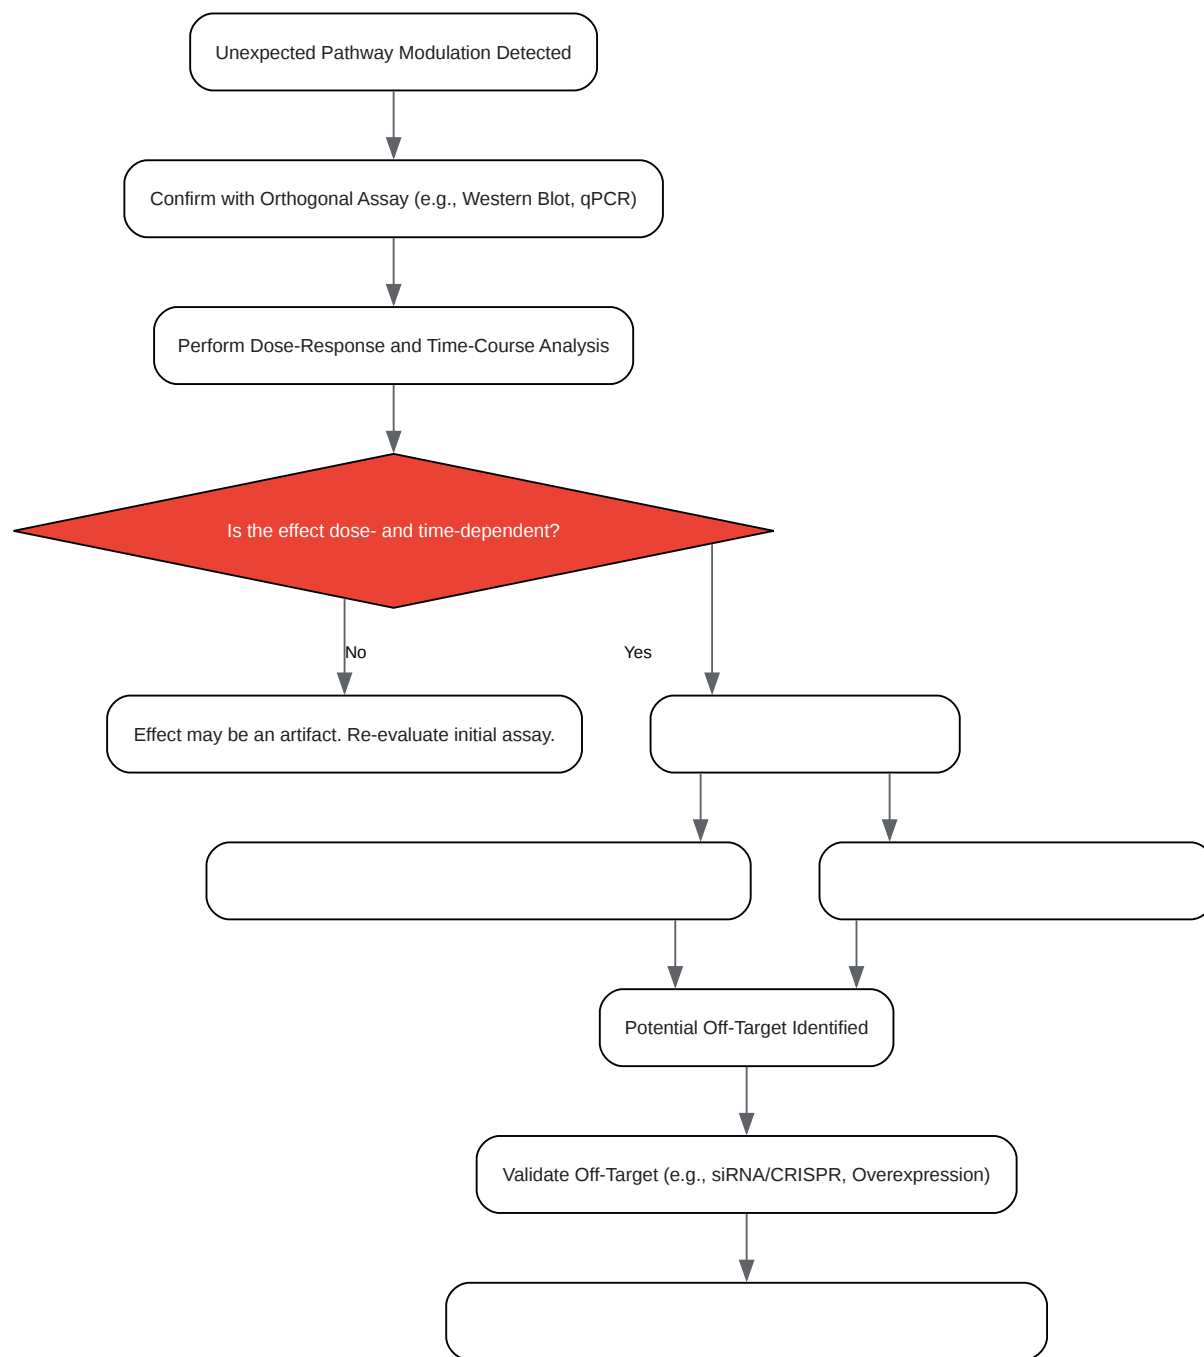 Unexpected Pathway Modulation Detected
Confirm with Orthogonal Assay (e.g., Western Blot, qPCR)
Perform Dose-Response and Time-Course Analysis
Is the effect dose- and time-dependent?
No
Yes
Effect may be an artifact. Re-evaluate initial assay.
Potential Off-Target Identified
Validate Off-Target (e.g., siRNA/CRISPR, Overexpression)